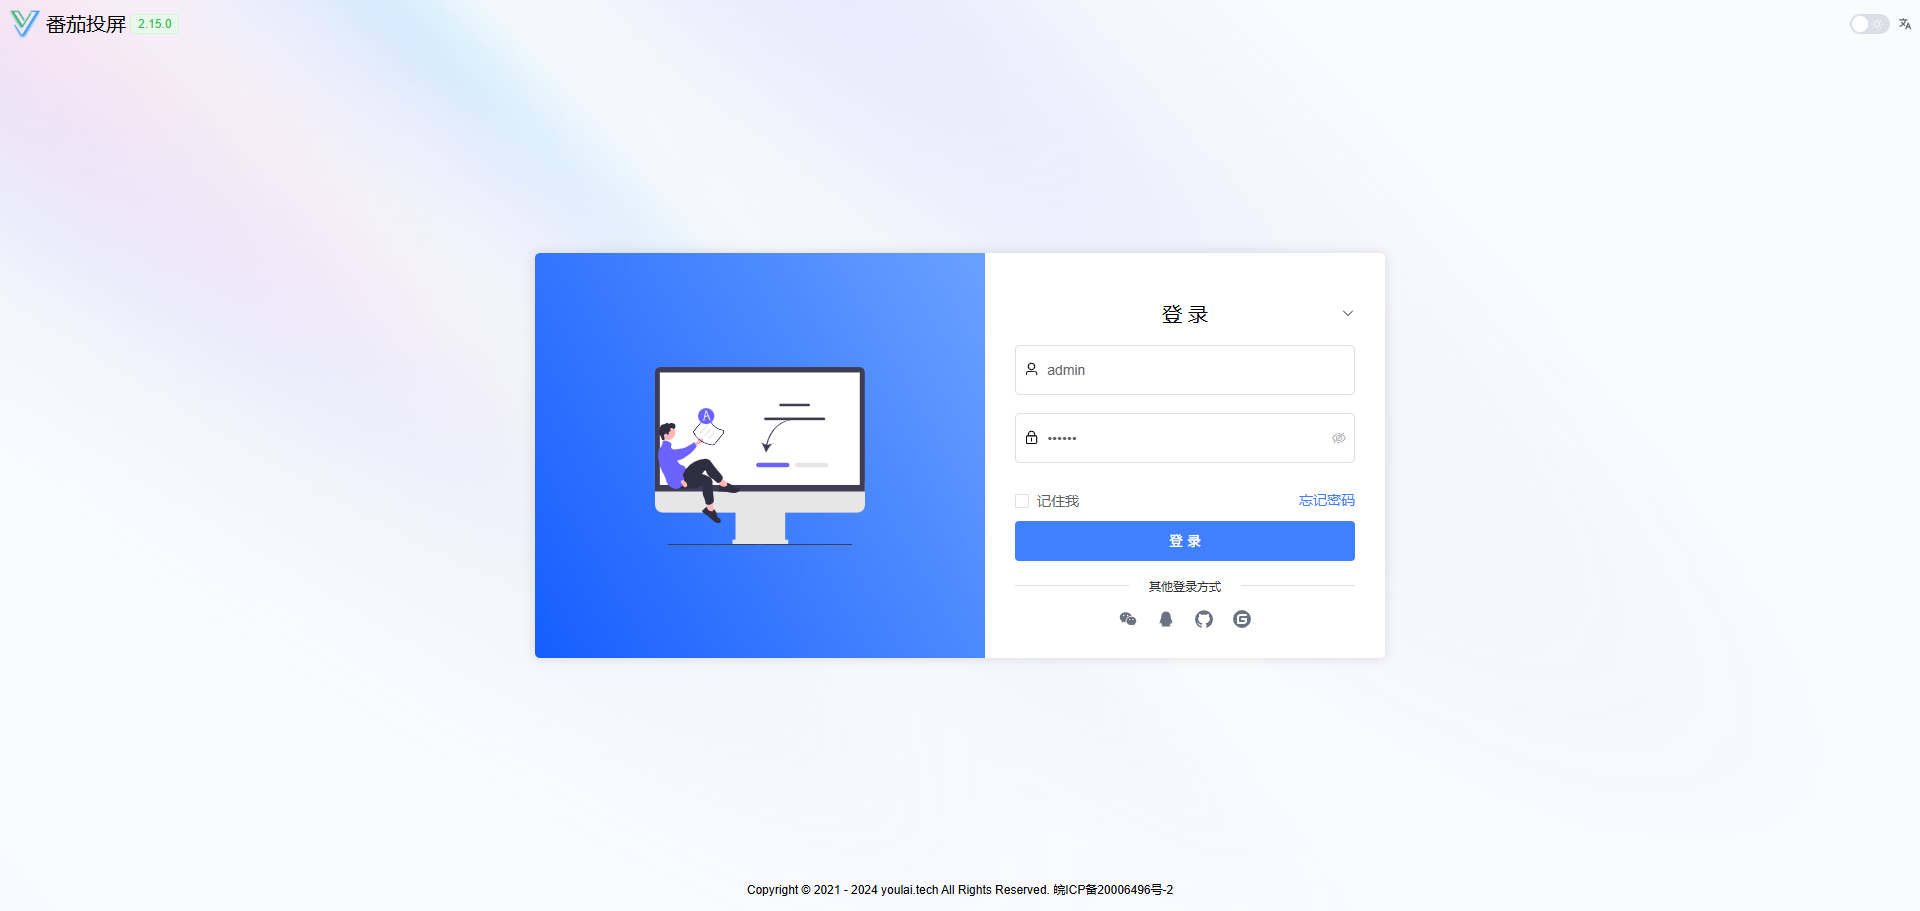 番茄投屏 2.15.0
登 录
A
admin
••••••
记住我 忘记密码
登 录
其他登录方式
Copyright © 2021 - 2024 youlai.tech All Rights Reserved. 皖ICP备20006496号-2